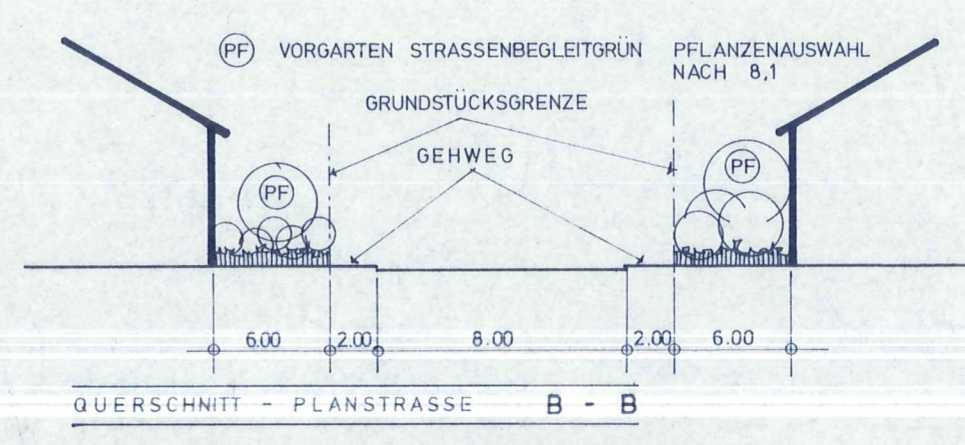 PF VORGARTEN STRASSENBEGLEITGRÜN PFLANZENAUSWAHL
NACH 8,1
GRUNDSTÜCKSGRENZE
GEHWEG
PF
PF
6.00 2.00 8.00 2.00 6.00
QUERSCHNITT - PLANSTRASSE B - B